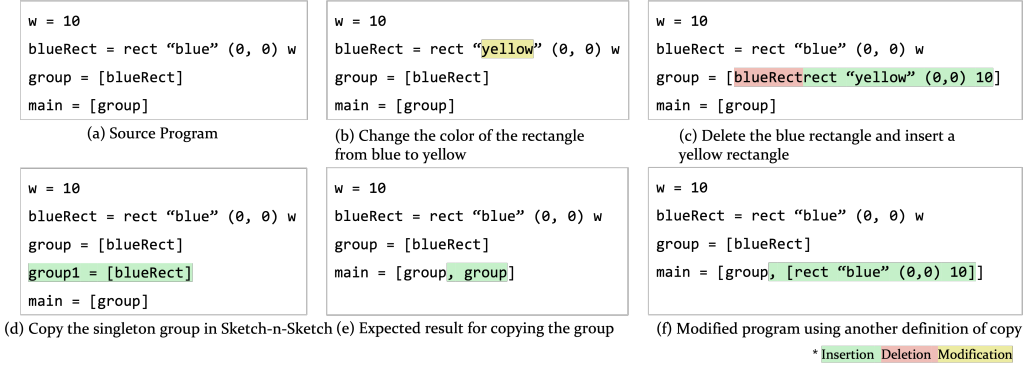 w = 10
blueRect = rect “blue” (0, 0) w
group = [blueRect]
main = [group]
(a) Source Program
w = 10
blueRect = rect “yellow” (0, 0) w
group = [blueRect]
main = [group]
(b) Change the color of the rectangle
from blue to yellow
w = 10
blueRect = rect “blue” (0, 0) w
group = [blueRectrect “yellow” (0,0) 10]
main = [group]
(c) Delete the blue rectangle and insert a
yellow rectangle
w = 10
blueRect = rect “blue” (0, 0) w
group = [blueRect]
group1 = [blueRect]
main = [group]
(d) Copy the singleton group in Sketch-n-Sketch
w = 10
blueRect = rect “blue” (0, 0) w
group = [blueRect]
main = [group, group]
(e) Expected result for copying the group
w = 10
blueRect = rect “blue” (0, 0) w
group = [blueRect]
main = [group, [rect “blue” (0,0) 10]]
(f) Modified program using another definition of copy
* Insertion Deletion Modification